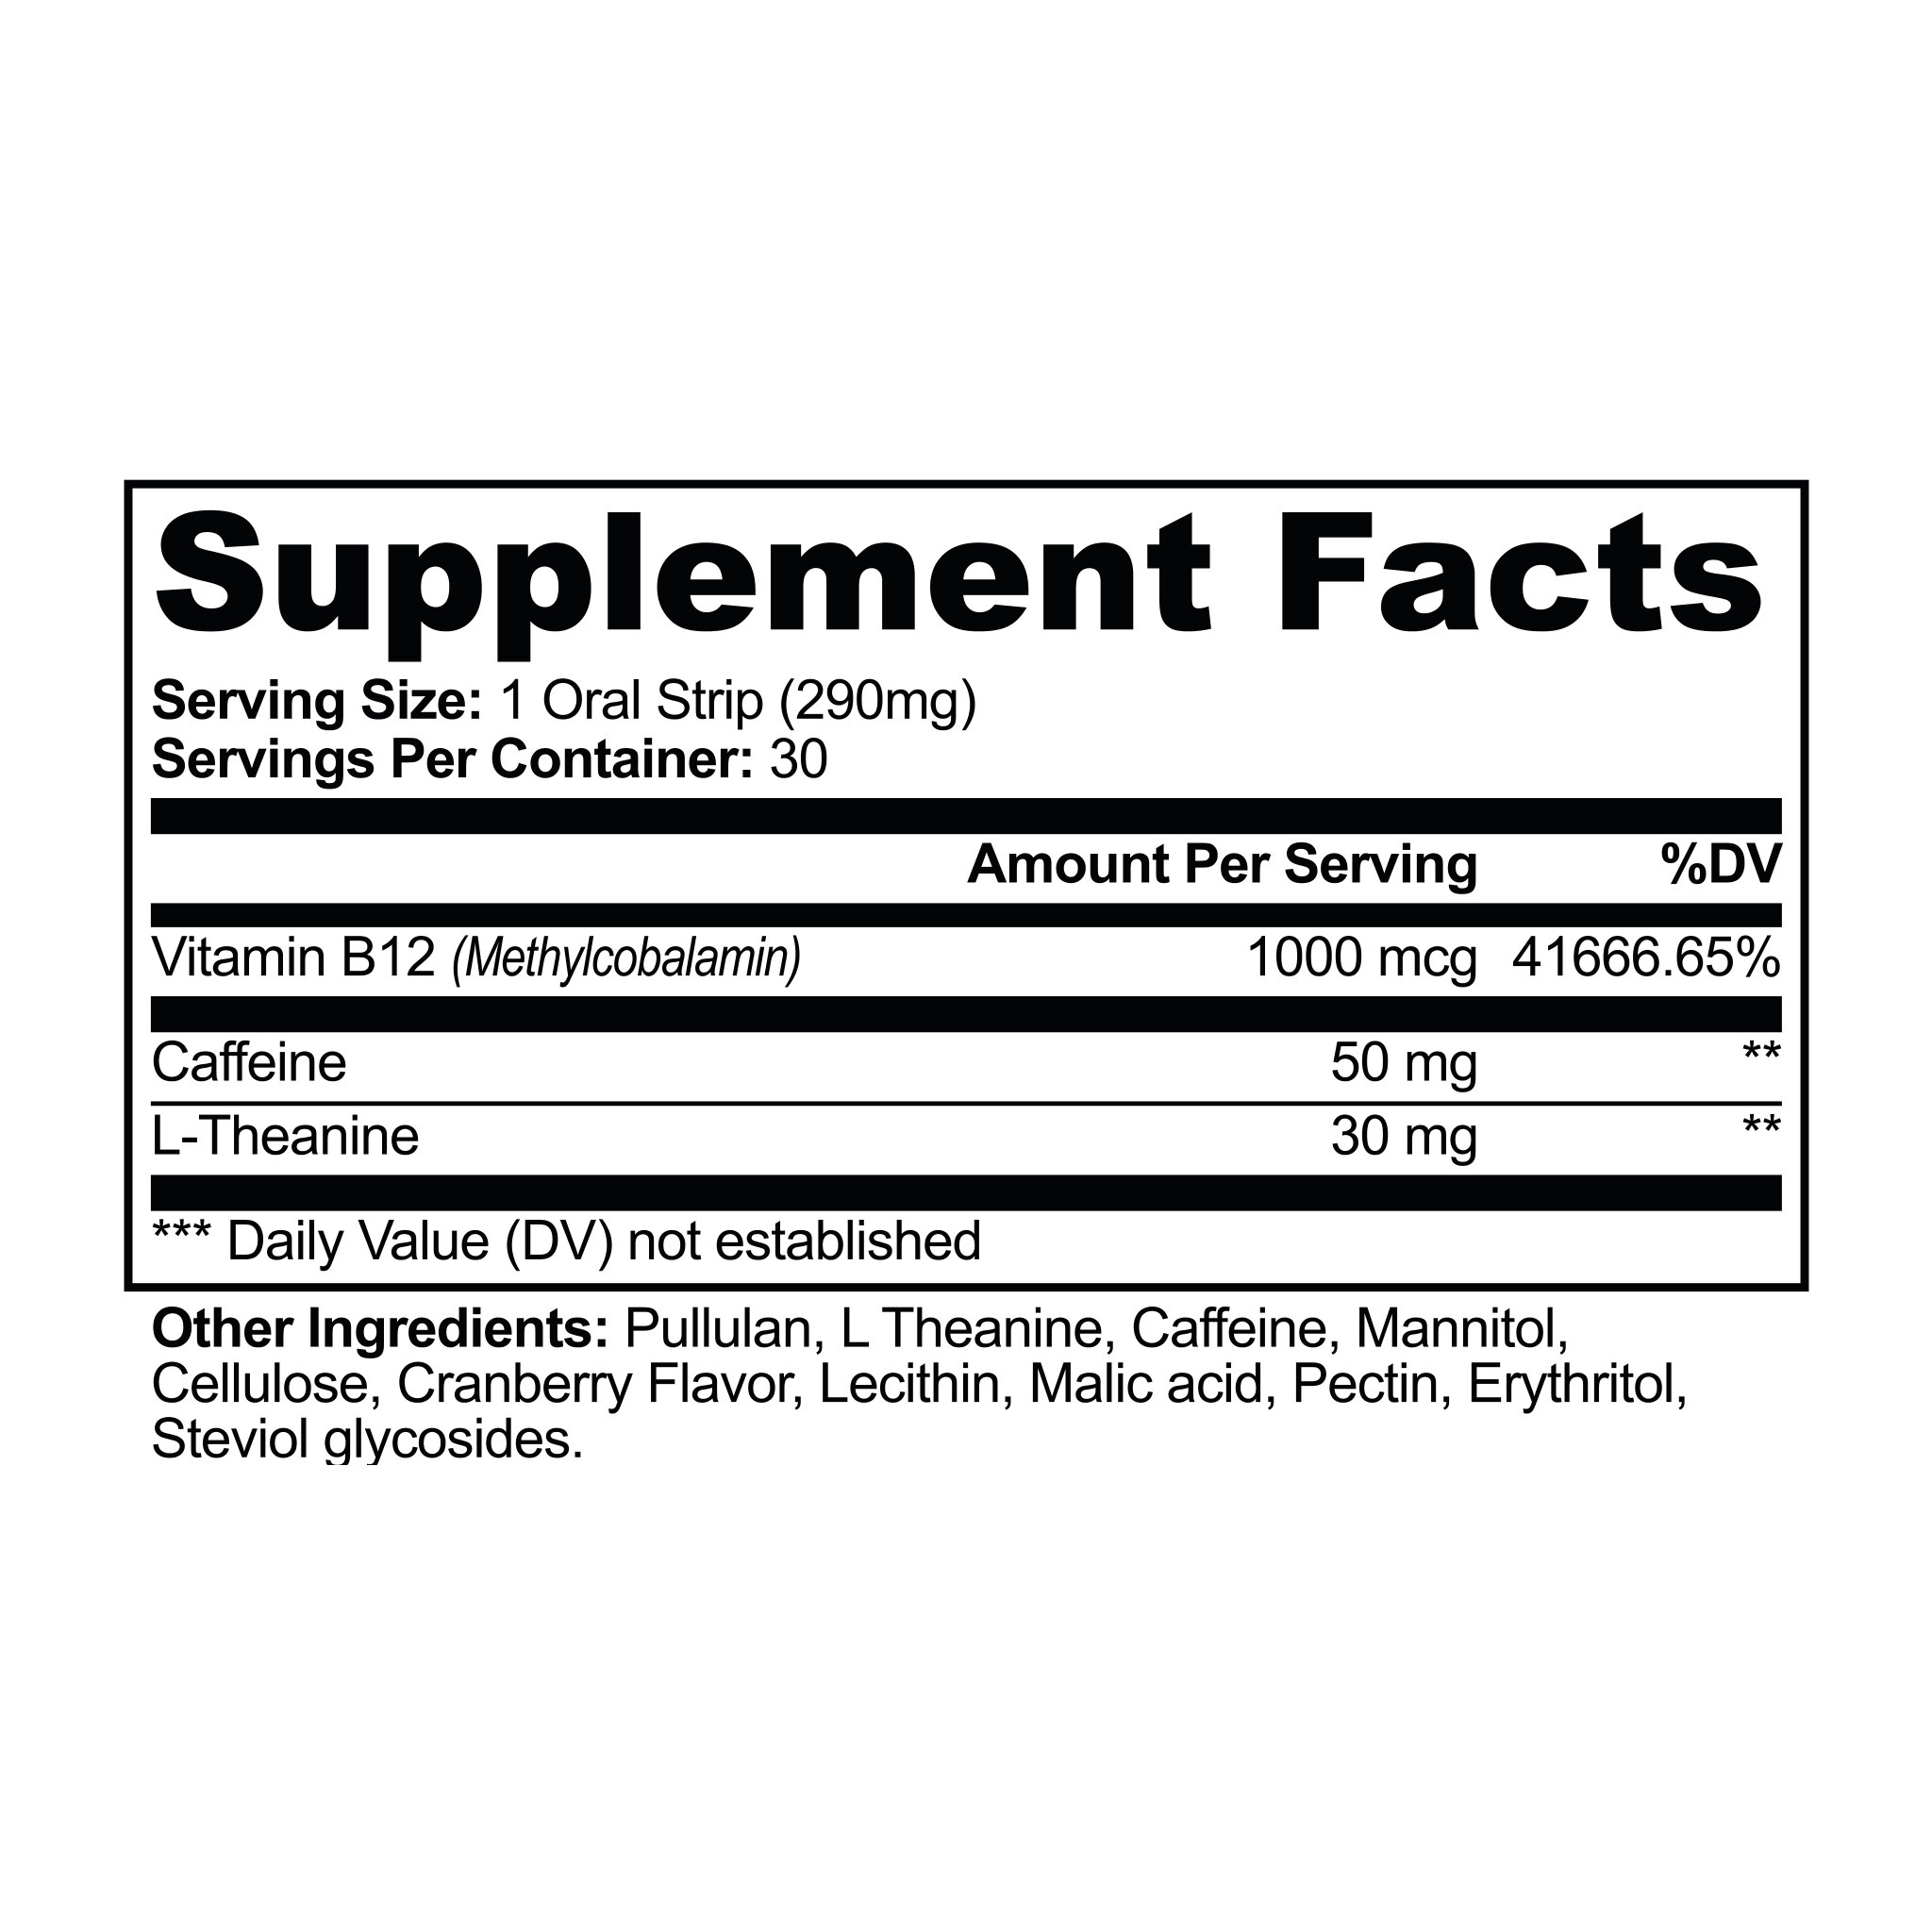 Supplement Facts
Serving Size: 1 Oral Strip (290mg)
Servings Per Container: 30
Amount Per Serving %DV
Vitamin B12 (Methylcobalamin) 1000 mcg 41666.65%
Caffeine 50 mg **
L-Theanine 30 mg **
*** Daily Value (DV) not established
Other Ingredients: Pullulan, L Theanine, Caffeine, Mannitol,
Cellulose, Cranberry Flavor, Lecithin, Malic acid, Pectin, Erythritol,
Steviol glycosides.